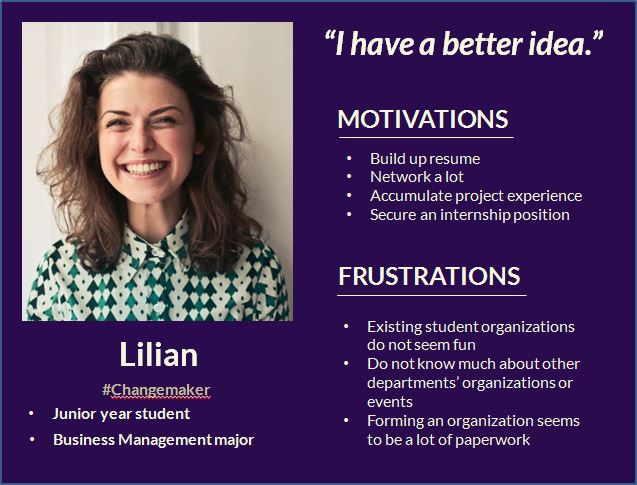 “I have a better idea.”
MOTIVATIONS
• Build up resume
• Network a lot
• Accumulate project experience
• Secure an internship position
FRUSTRATIONS
• Existing student organizations
do not seem fun
• Do not know much about other
departments’ organizations or
events
• Forming an organization seems
to be a lot of paperwork
Lilian
#Changemaker
• Junior year student
• Business Management major